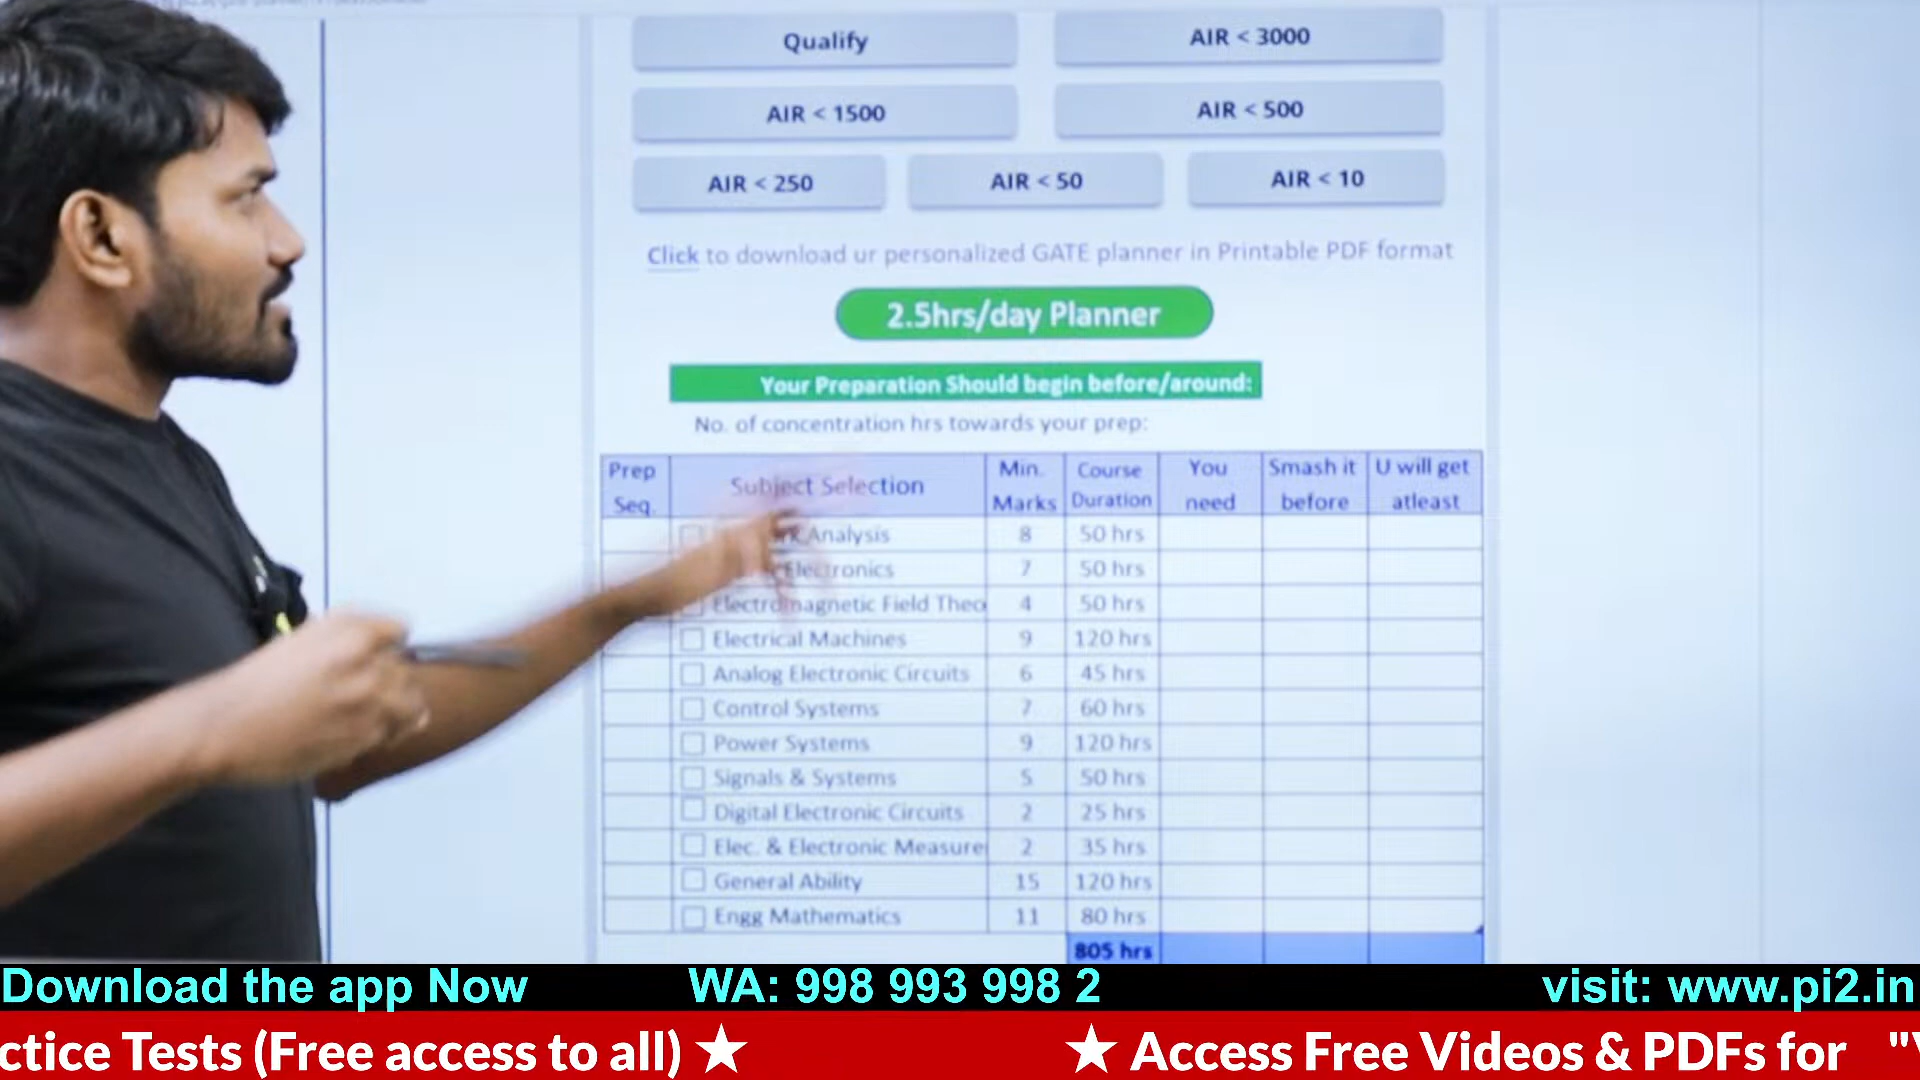 Qualify AIR < 3000
AIR < 1500 AIR < 500
AIR < 250 AIR < 50 AIR < 10
Click to download ur personalized GATE planner in Printable PDF format
2.5hrs/day Planner
Your Preparation Should begin before/around:
No. of concentration hrs towards your prep:
Prep Seq. Subject Selection Min. Marks Course Duration You need Smash it before U will get atleast
Analysis 8 50 hrs
Electronics 7 50 hrs
Electromagnetic Field Theo 4 50 hrs
Electrical Machines 9 120 hrs
Analog Electronic Circuits 6 45 hrs
Control Systems 7 60 hrs
Power Systems 9 120 hrs
Signals & Systems 5 50 hrs
Digital Electronic Circuits 2 25 hrs
Elec. & Electronic Measure 2 35 hrs
General Ability 15 120 hrs
Engg Mathematics 11 80 hrs
805 hrs
Download the app Now WA: 998 993 998 2 visit: www.pi2.in
ctice Tests (Free access to all) ★ ★ Access Free Videos & PDFs for "